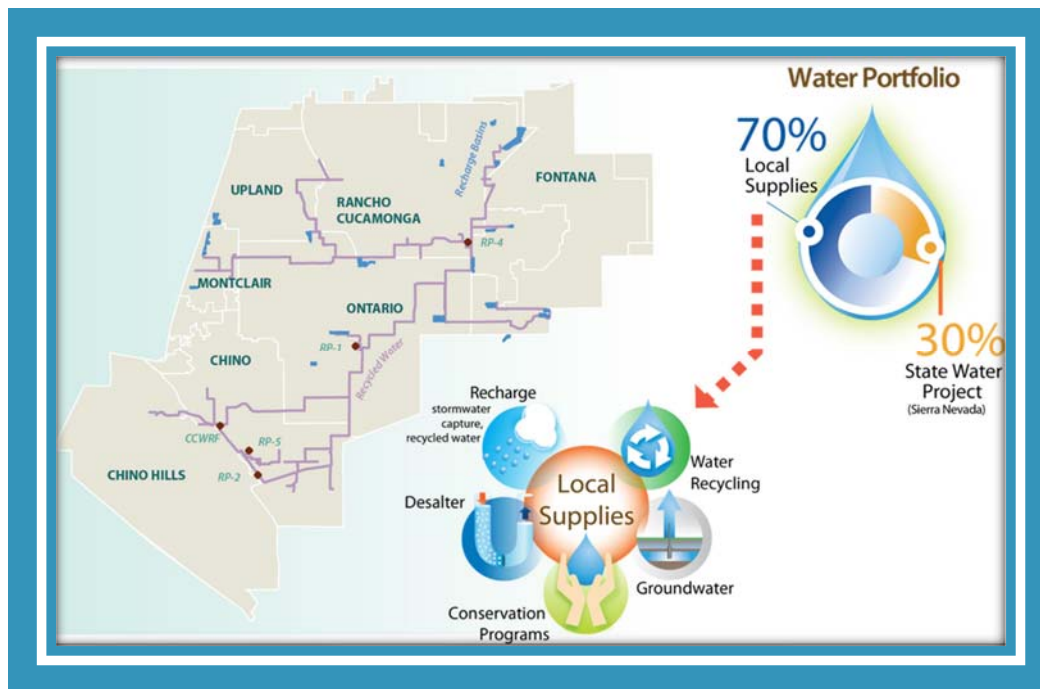 Water Portfolio
70%
Local
Supplies
30%
State Water
Project
(Sierra Nevada)
UPLAND
RANCHO
CUCAMONGA
Recharge Basins
FONTANA
RP-4
MONTCLAIR
ONTARIO
RP-1
Recycled Water
CHINO
CCWRF
RP-5
RP-2
CHINO HILLS
Recharge
stormwater
capture,
recycled water
Water
Recycling
Desalter
Local
Supplies
Groundwater
Conservation
Programs